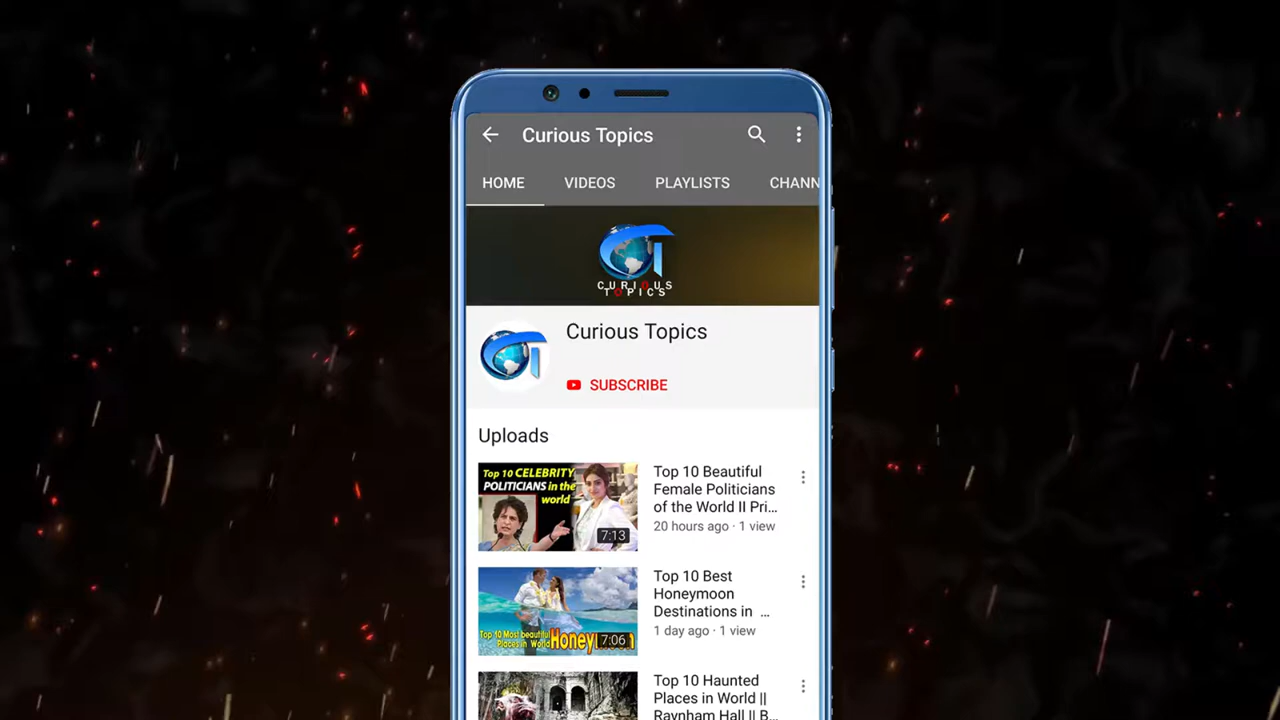 Curious Topics
HOME VIDEOS PLAYLISTS CHANN
CURIOUS
TOPICS
Curious Topics
SUBSCRIBE
Uploads
Top 10 CELEBRITY
POLITICIANS in the
world
7:13
Top 10 Beautiful
Female Politicians
of the World II Pri...
20 hours ago · 1 view
Top 10 Most beautiful
Places in World
Honeymoon
7:06
Top 10 Best
Honeymoon
Destinations in ...
1 day ago · 1 view
Top 10 Haunted
Places in World ||
Raynham Hall || B...